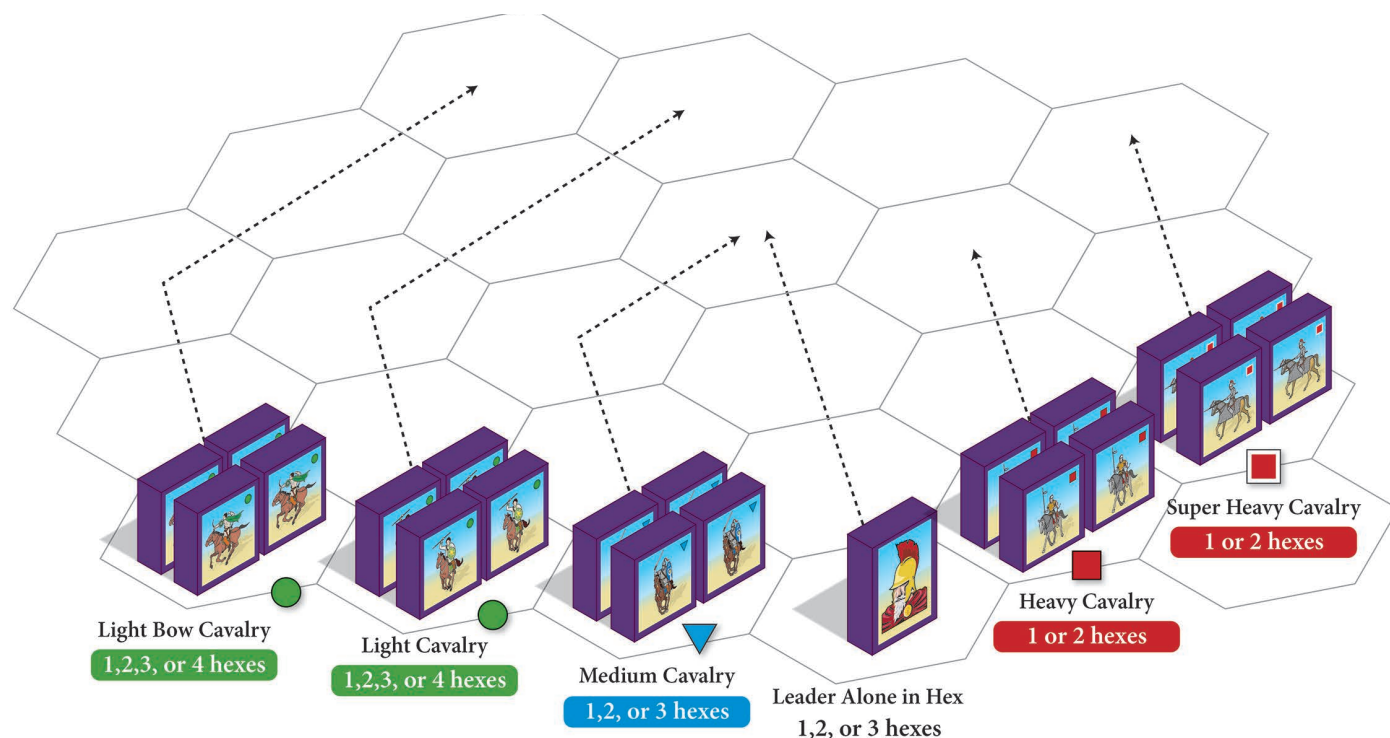 Light Bow Cavalry
1,2,3, or 4 hexes
Light Cavalry
1,2,3, or 4 hexes
Medium Cavalry
1,2, or 3 hexes
Leader Alone in Hex
1,2, or 3 hexes
Heavy Cavalry
1 or 2 hexes
Super Heavy Cavalry
1 or 2 hexes